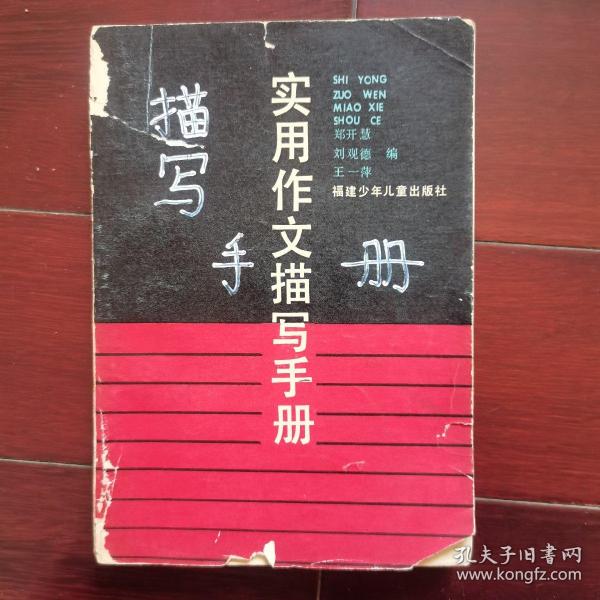 SHI YONG
ZUO WEN
MIAO XIE
SHOU CE
郑开慧
刘观德 编
王一萍
福建少年儿童出版社
实用作文描写手册
描写
手册
孔夫子旧书网
www.kongfz.com